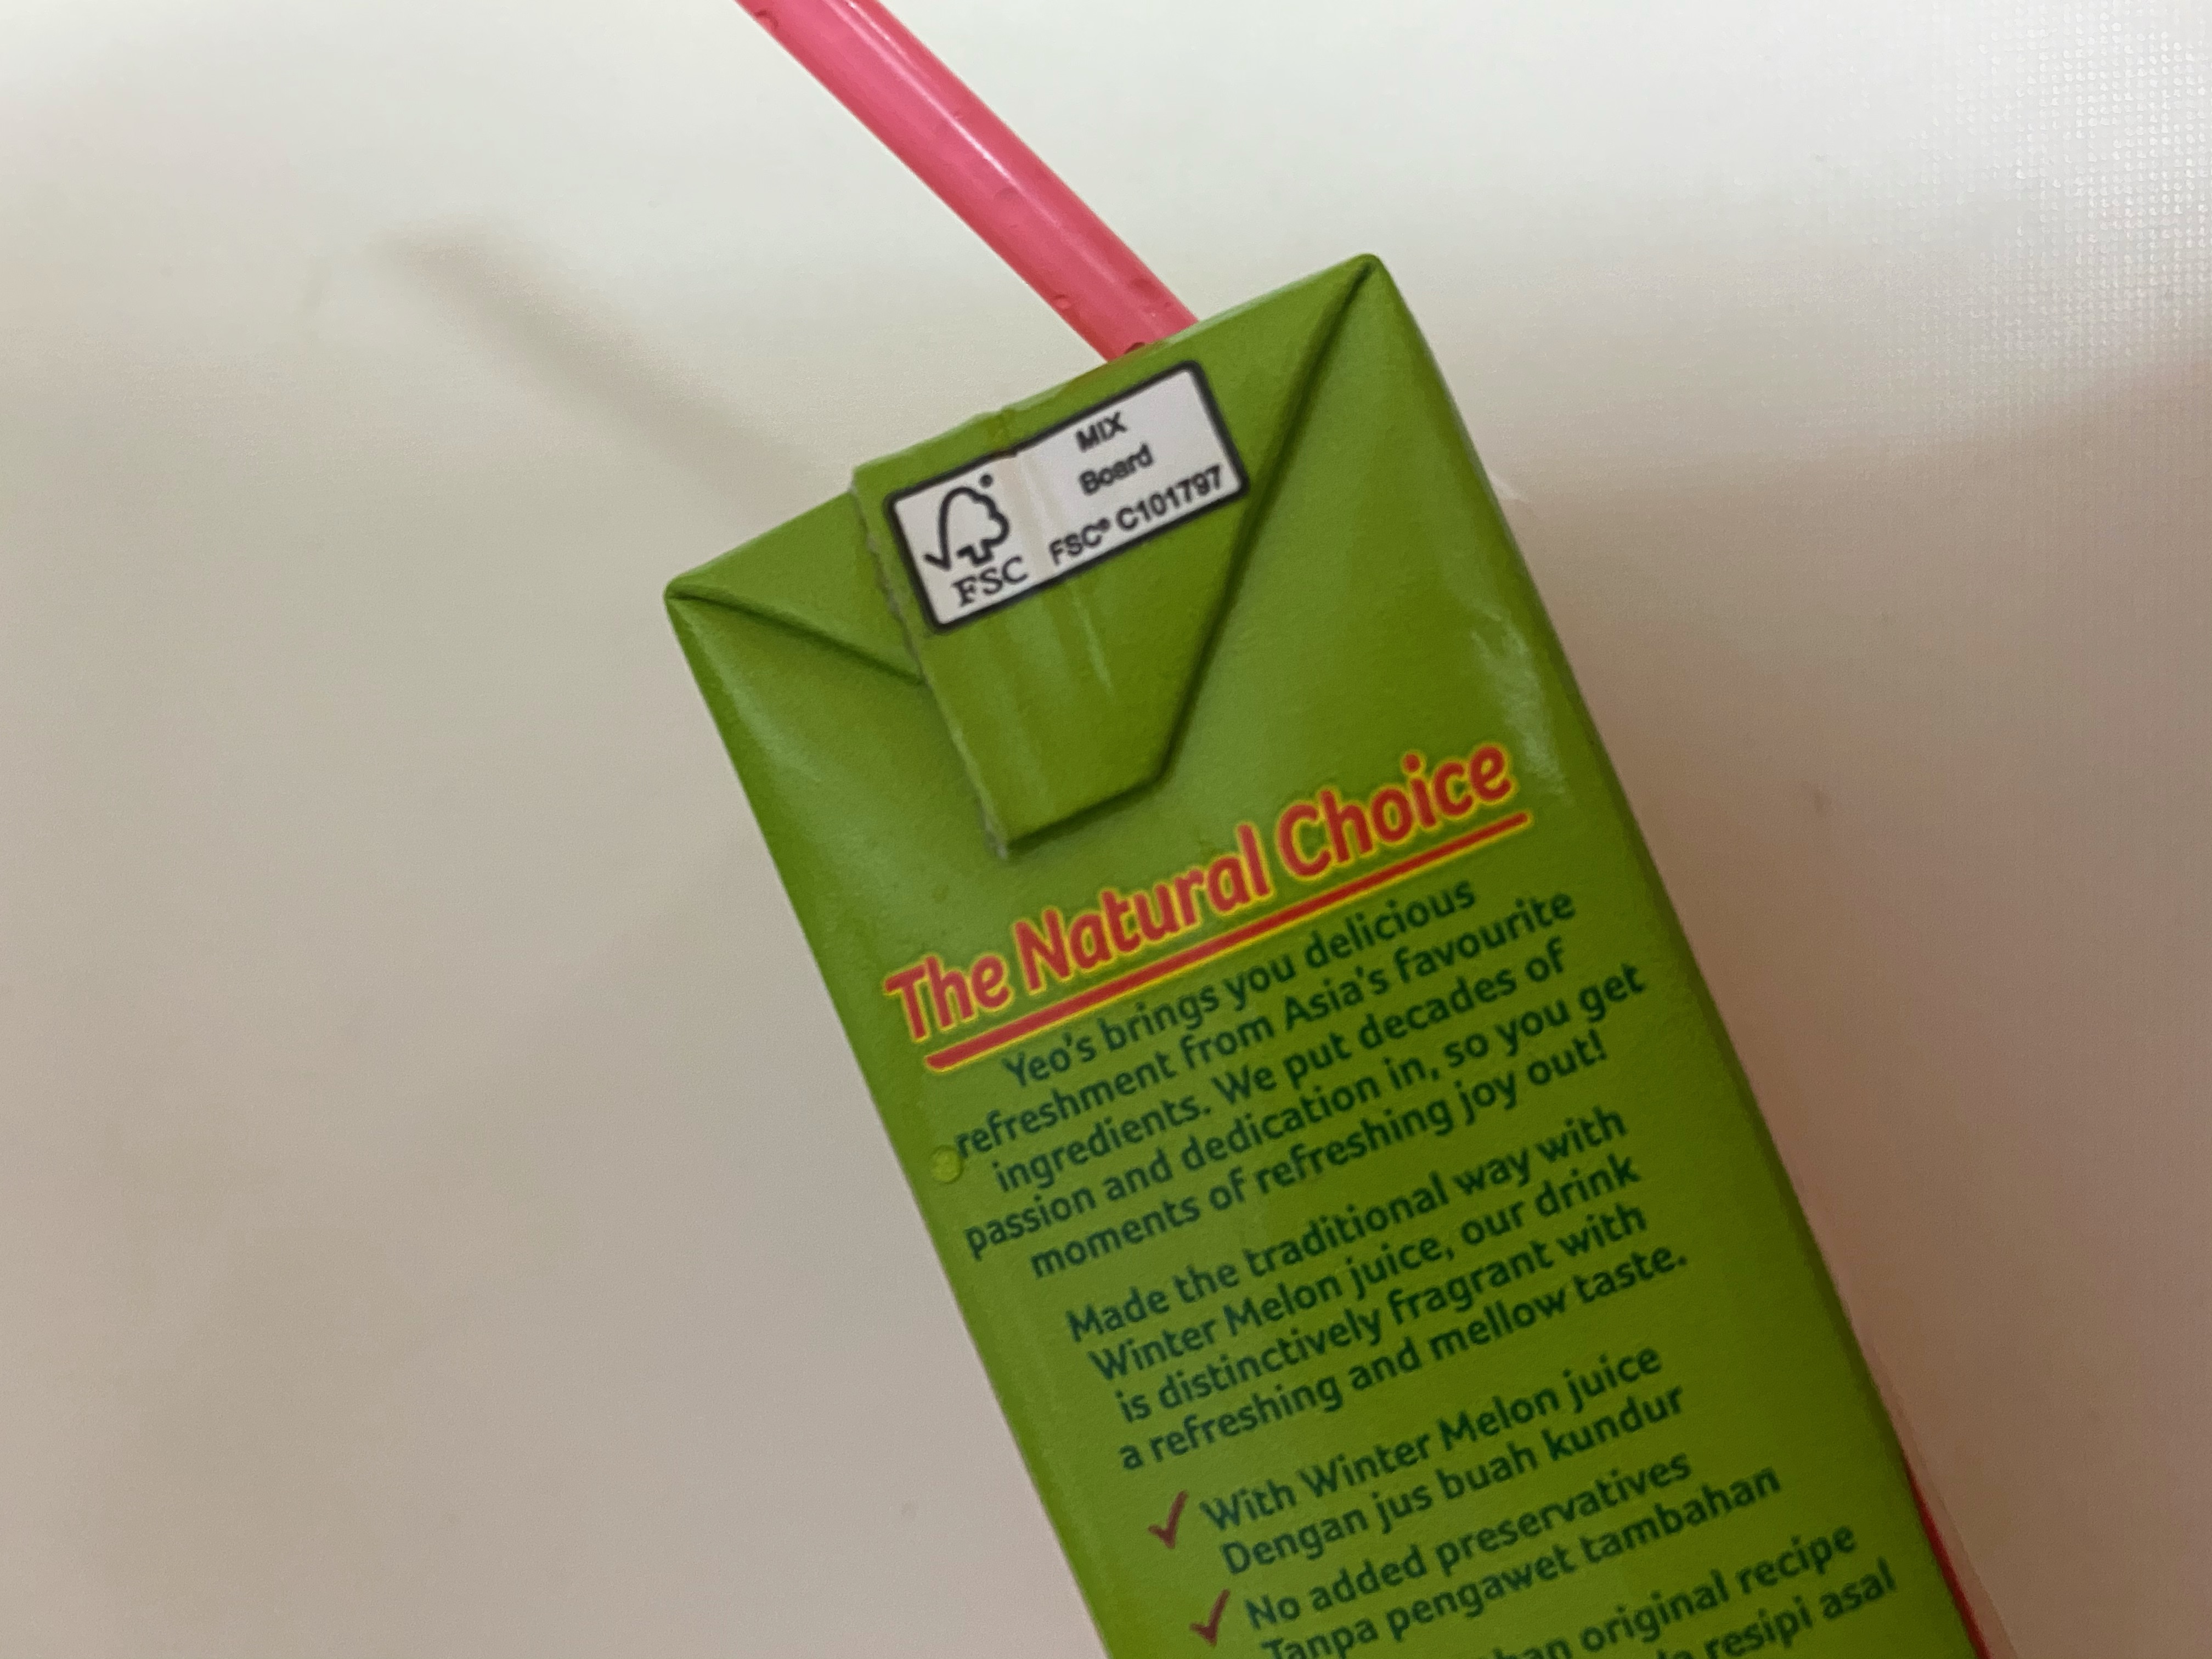 FSC
MIX
Board
FSC® C101797
The Natural Choice
Yeo's brings you delicious
refreshment from Asia's favourite
ingredients. We put decades of
passion and dedication in, so you get
moments of refreshing joy out!
Made the traditional way with
Winter Melon juice, our drink
is distinctively fragrant with
a refreshing and mellow taste.
With Winter Melon juice
Dengan jus buah kundur
No added preservatives
Tanpa pengawet tambahan
original recipe
resipi asal